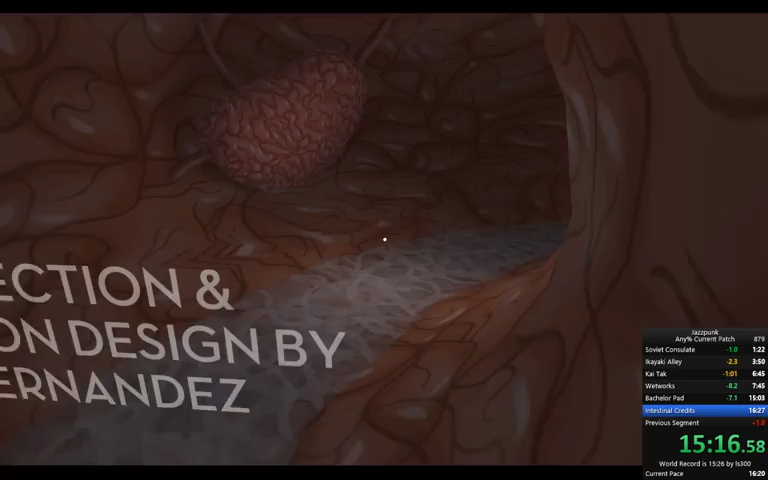 ECTION &
ON DESIGN BY
ERNANDEZ
Jazzpunk
Any% Current Patch 879
Soviet Consulate -1.0 1:22
Ikayaki Alley -2.3 3:50
Kai Tak -1:01 6:45
Wetworks -8.2 7:45
Bachelor Pad -7.1 15:03
Intestinal Credits 16:27
Previous Segment +1.0
15:16.58
World Record is 15:26 by ls300
Current Pace 16:20